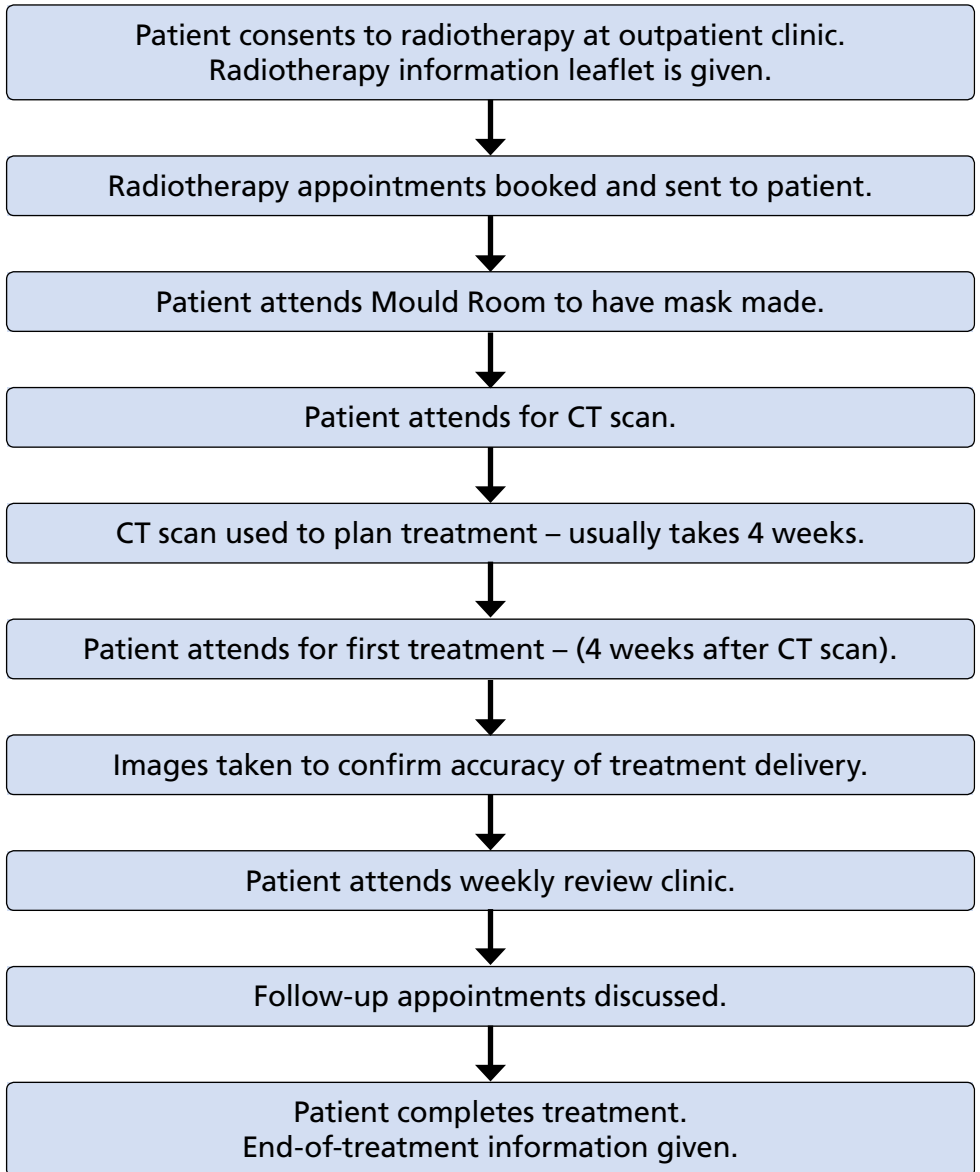 Patient consents to radiotherapy at outpatient clinic.
Radiotherapy information leaflet is given.
Radiotherapy appointments booked and sent to patient.
Patient attends Mould Room to have mask made.
Patient attends for CT scan.
CT scan used to plan treatment – usually takes 4 weeks.
Patient attends for first treatment – (4 weeks after CT scan).
Images taken to confirm accuracy of treatment delivery.
Patient attends weekly review clinic.
Follow-up appointments discussed.
Patient completes treatment.
End-of-treatment information given.